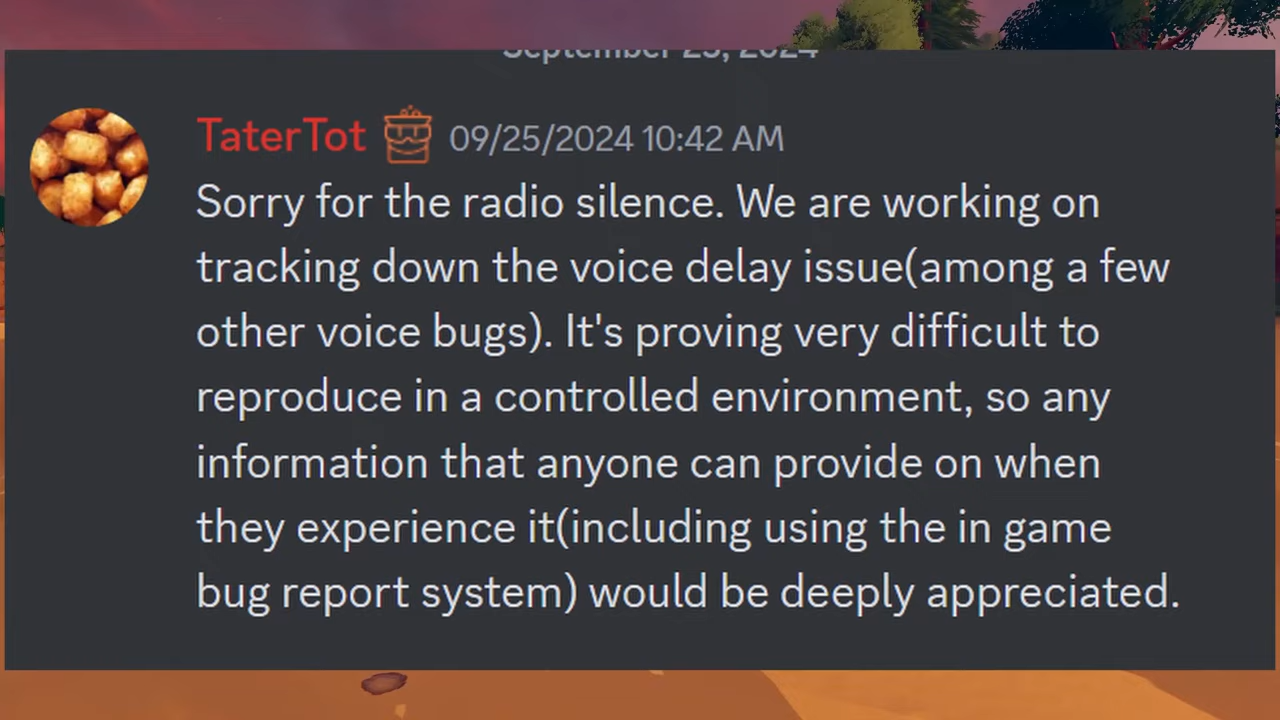 September 25, 2024
TaterTot 09/25/2024 10:42 AM
Sorry for the radio silence. We are working on
tracking down the voice delay issue(among a few
other voice bugs). It's proving very difficult to
reproduce in a controlled environment, so any
information that anyone can provide on when
they experience it(including using the in game
bug report system) would be deeply appreciated.